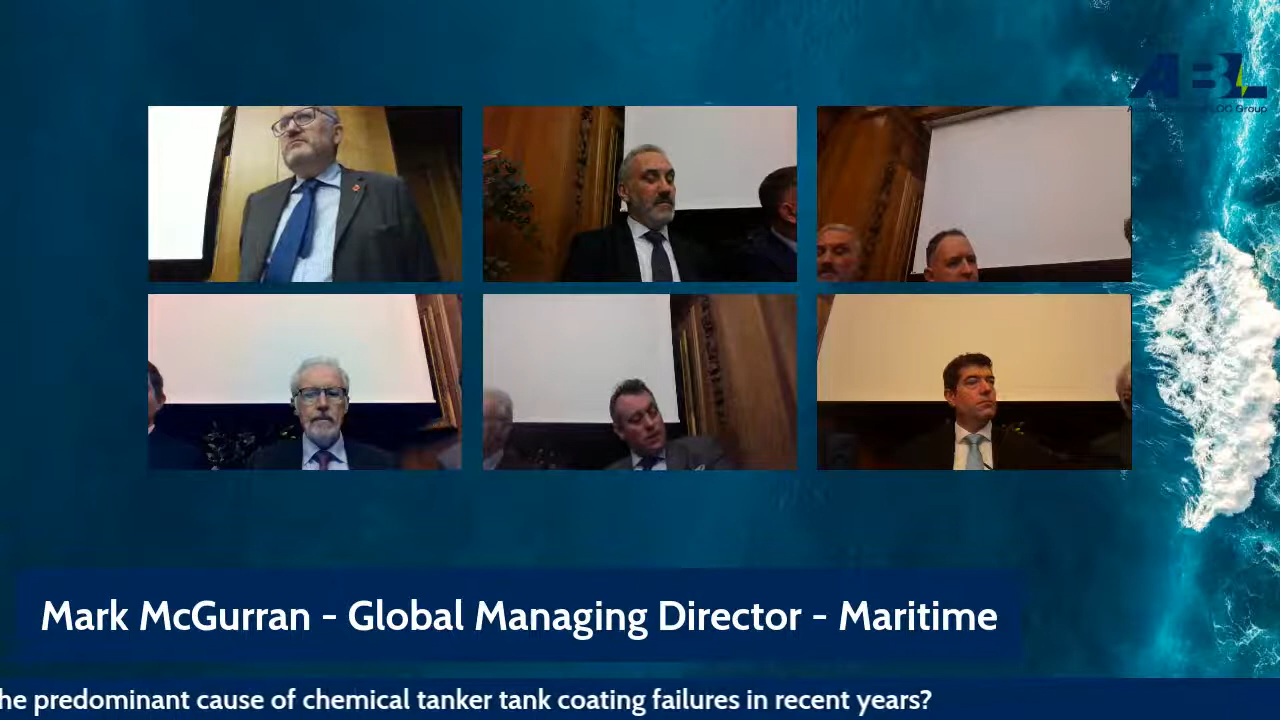 ABL
Group
Mark McGurran - Global Managing Director - Maritime
he predominant cause of chemical tanker tank coating failures in recent years?